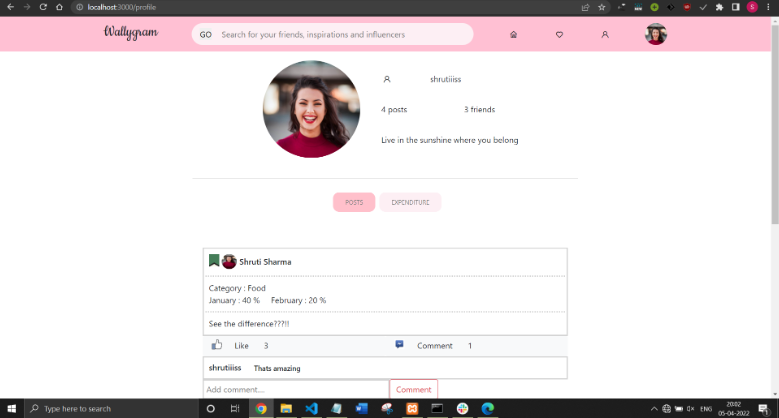 localhost:3000/profile
Wallygram
GO Search for your friends, inspirations and influencers
shrutiiiss
4 posts 3 friends
Live in the sunshine where you belong
POSTS EXPENDITURE
Shruti Sharma
Category : Food
January : 40 % February : 20 %
See the difference???!!
Like 3 Comment 1
shrutiiiss Thats amazing
Add comment... Comment
Type here to search
ENG
20:02
05-04-2022